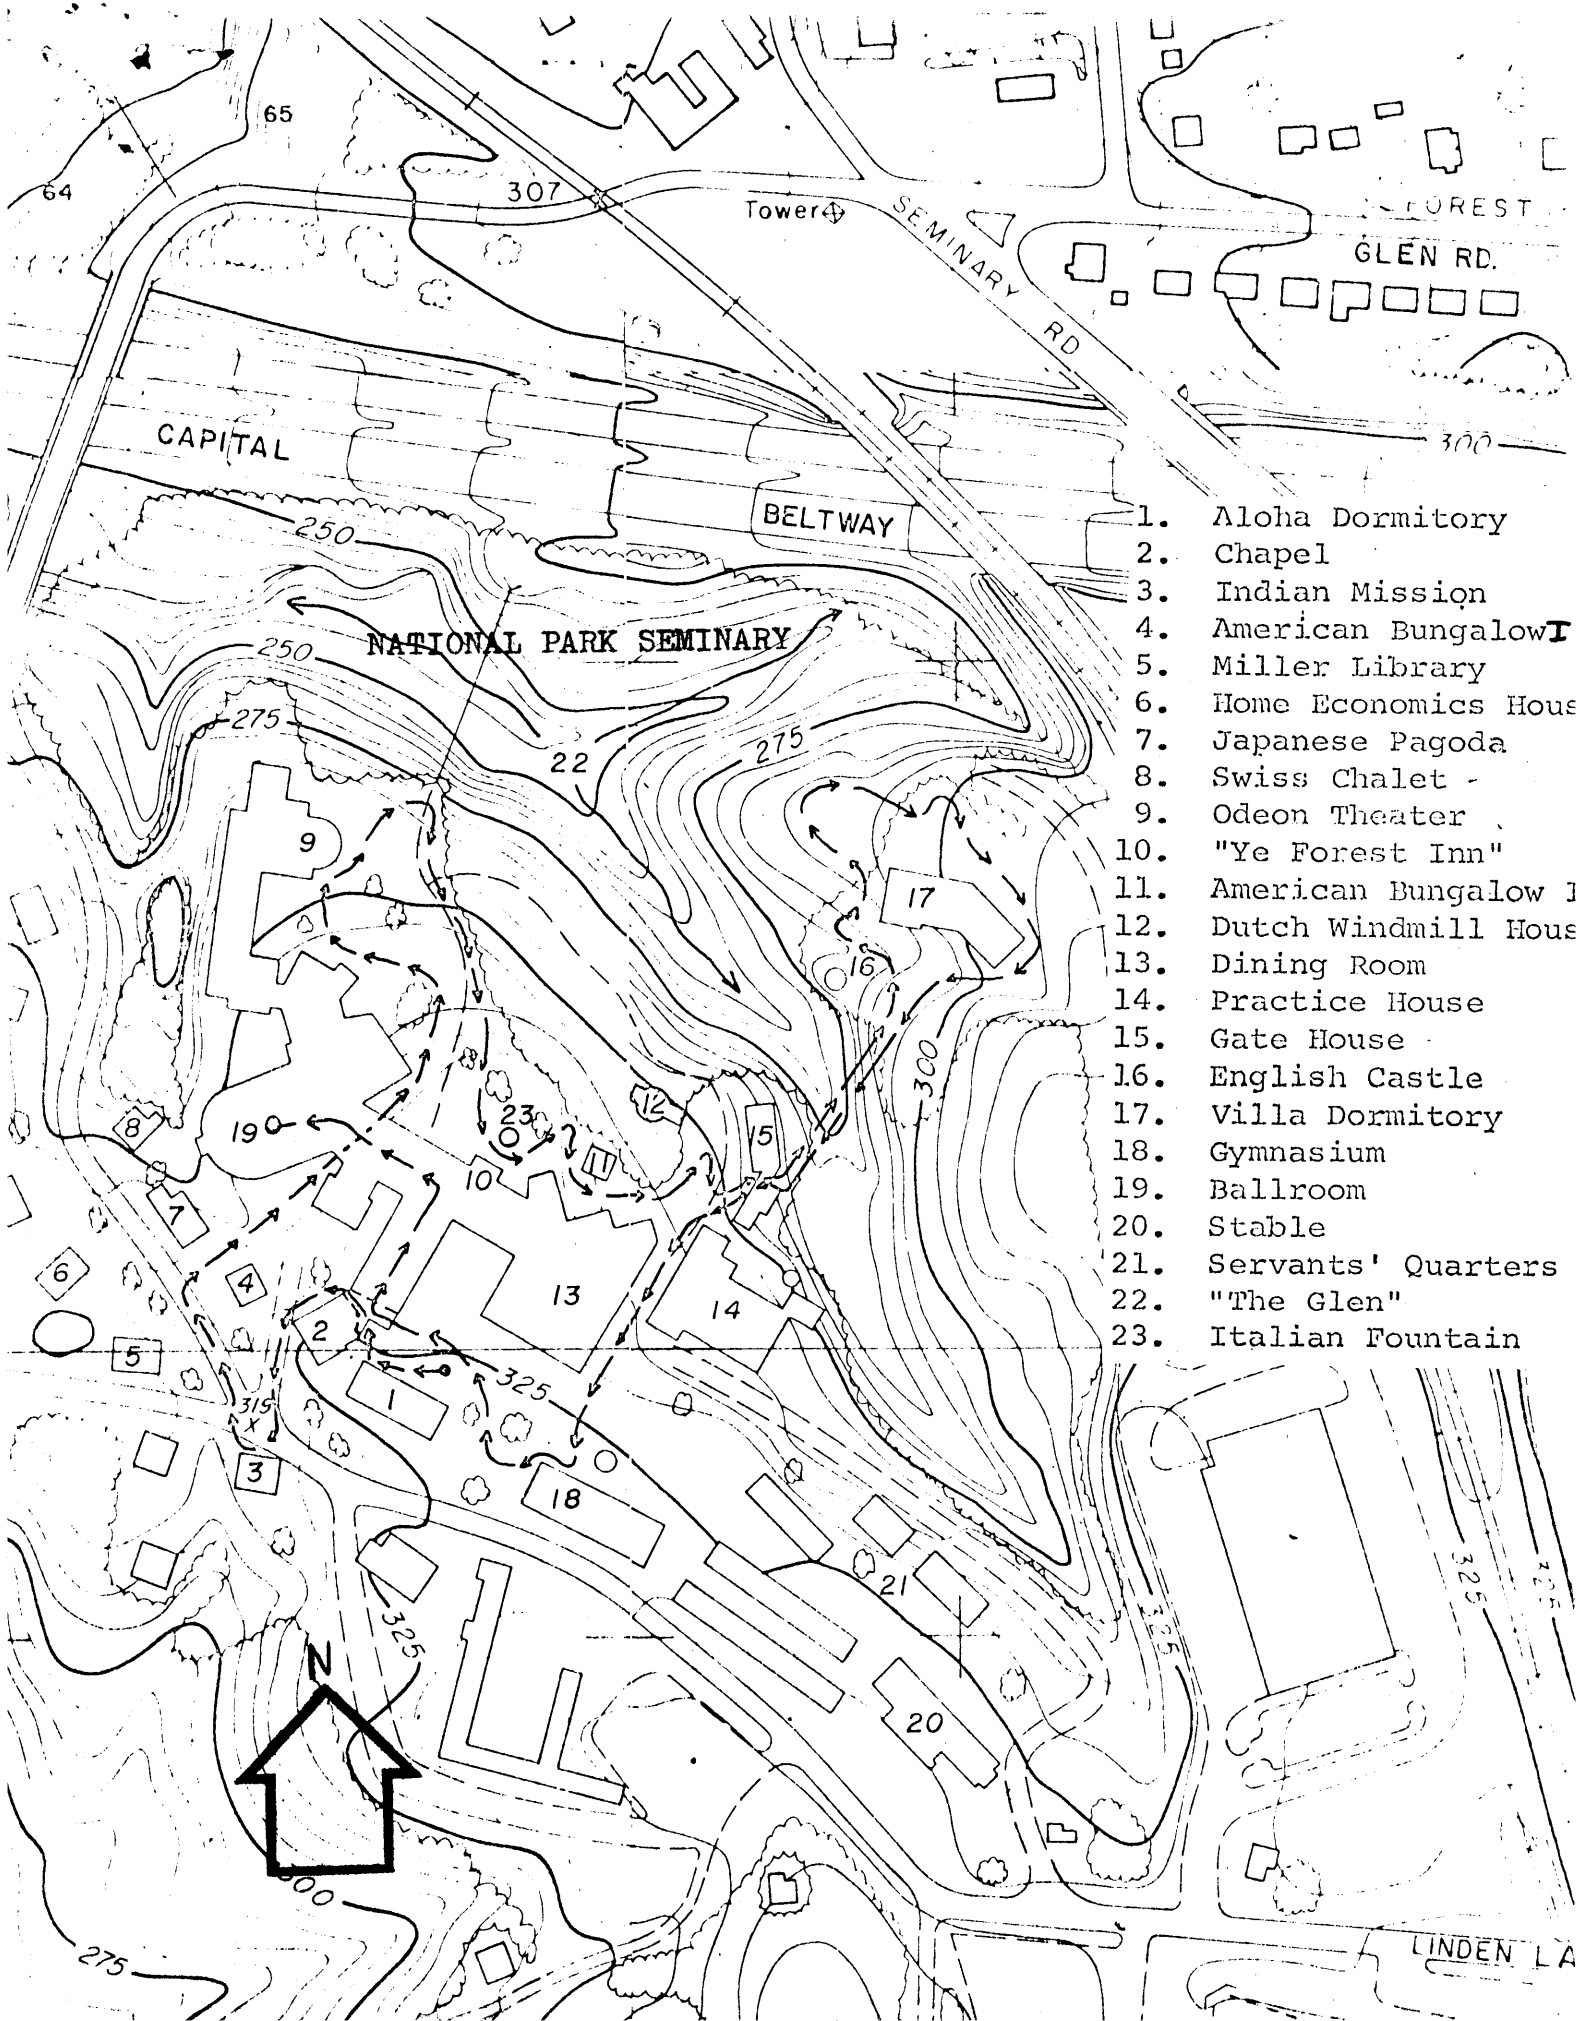 65
64
307
Tower
SEMINARY
RD
FOREST
GLEN RD.
300
CAPITAL
BELTWAY
250
NATIONAL PARK SEMINARY
250
275
275
22
1. Aloha Dormitory
2. Chapel
3. Indian Mission
4. American Bungalow I
5. Miller Library
6. Home Economics Hous
7. Japanese Pagoda
8. Swiss Chalet -
9. Odeon Theater
10. "Ye Forest Inn"
11. American Bungalow I
12. Dutch Windmill Hous
13. Dining Room
14. Practice House
15. Gate House
16. English Castle
17. Villa Dormitory
18. Gymnasium
19. Ballroom
20. Stable
21. Servants' Quarters
22. "The Glen"
23. Italian Fountain
9
17
16
300
8
19
23
12
15
10
11
7
6
4
13
14
2
5
1
325
315
X
3
18
21
325
325
325
325
N
20
300
275
LINDEN LA